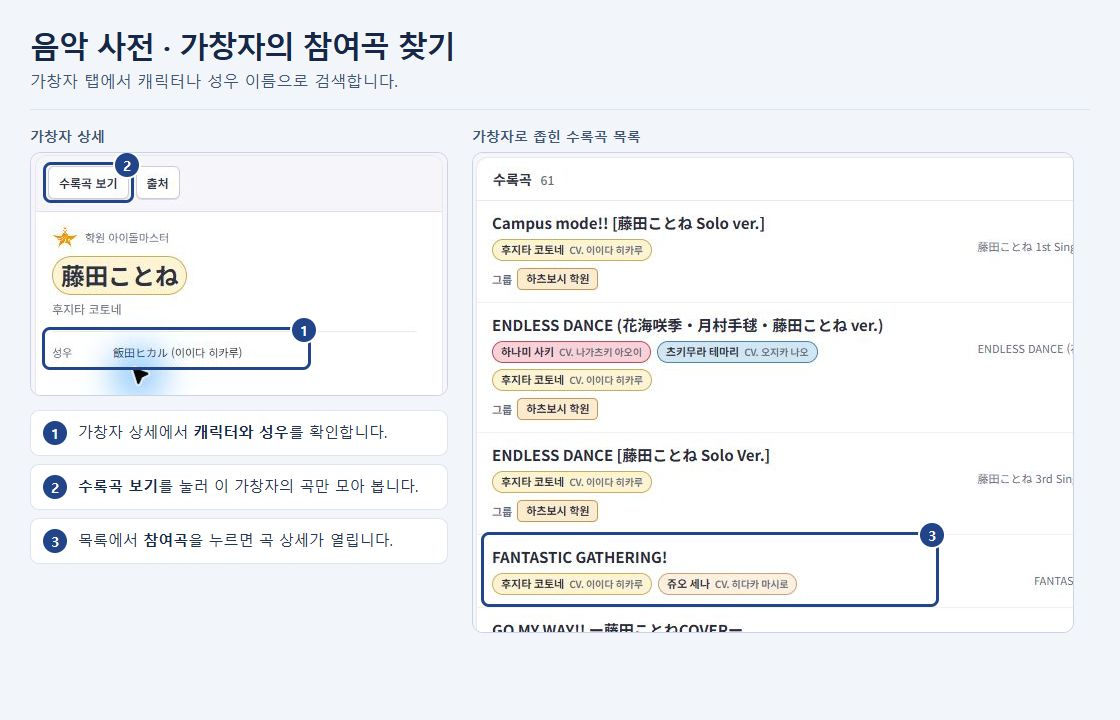 음악 사전 · 가창자의 참여곡 찾기
가창자 탭에서 캐릭터나 성우 이름으로 검색합니다.
가창자 상세
2
수록곡 보기
출처
학원 아이돌마스터
藤田ことね
후지타 코토네
1
성우 飯田ヒカル (이이다 히카루)
1 가창자 상세에서 캐릭터와 성우를 확인합니다.
2 수록곡 보기를 눌러 이 가창자의 곡만 모아 봅니다.
3 목록에서 참여곡을 누르면 곡 상세가 열립니다.
가창자로 좁힌 수록곡 목록
수록곡 61
Campus mode!! [藤田ことね Solo ver.]
후지타 코토네 CV. 이이다 히카루
藤田ことね 1st Sing
그룹 하츠보시 학원
ENDLESS DANCE (花海咲季・月村手毬・藤田ことね ver.)
하나미 사키 CV. 나가츠키 아오이 츠키무라 테마리 CV. 오지카 나오
ENDLESS DANCE (
후지타 코토네 CV. 이이다 히카루
그룹 하츠보시 학원
ENDLESS DANCE [藤田ことね Solo Ver.]
후지타 코토네 CV. 이이다 히카루
藤田ことね 3rd Sing
그룹 하츠보시 학원
3
FANTASTIC GATHERING!
후지타 코토네 CV. 이이다 히카루 쥬오 세나 CV. 히다카 마시로
FANTAS
GO MY WAY!! ー藤田ことねCOVERー